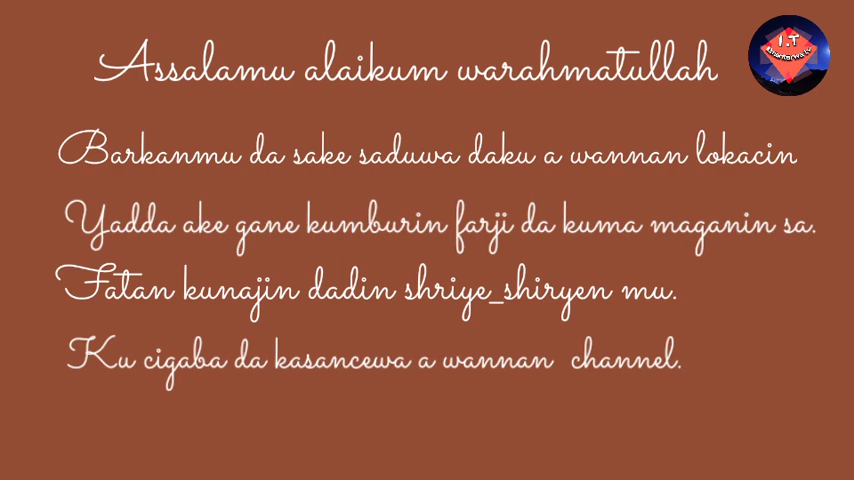 Assalamu alaikum warahmatullah
I.T
Barkanmu da sake saduwa daku a wannan lokacin
Yadda ake gane kumburin farji da kuma maganin sa.
Fatan kunajin dadin shriye_shiryen mu.
Ku cigaba da kasancewa a wannan channel.